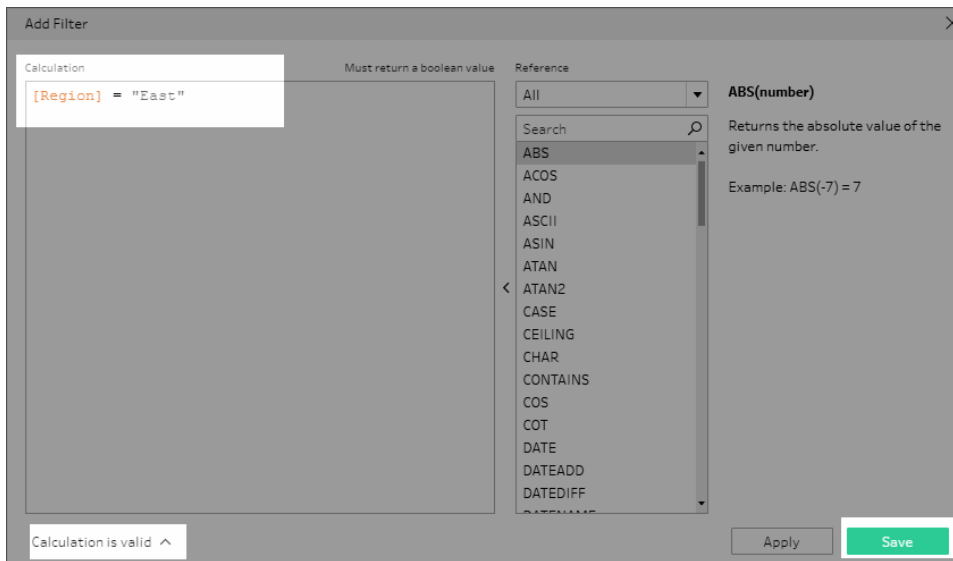 Add Filter
Calculation
Must return a boolean value
[Region] = "East"
Calculation is valid
Reference
All
Search
ABS
ACOS
AND
ASCII
ASIN
ATAN
ATAN2
CASE
CEILING
CHAR
CONTAINS
COS
COT
DATE
DATEADD
DATEDIFF
DATENAME
ABS(number)
Returns the absolute value of the
given number.
Example: ABS(-7) = 7
Apply
Save